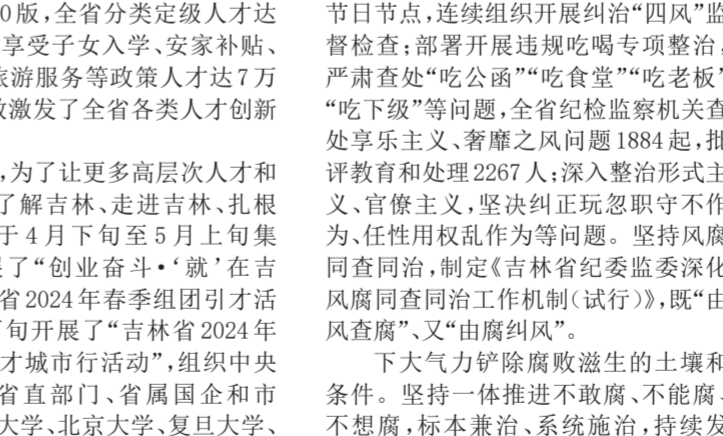 0版，全省分类定级人才达
享受子女入学、安家补贴、
旅游服务等政策人才达7万
激发了全省各类人才创新
，为了让更多高层次人才和
了解吉林、走进吉林、扎根
于4月下旬至5月上旬集
了“创业奋斗·‘就’在吉
省2024年春季组团引才活
旬开展了“吉林省2024年
才城市行活动”，组织中央
省直部门、省属国企和市
大学、北京大学、复旦大学、
节日节点，连续组织开展纠治“四风”监
督检查；部署开展违规吃喝专项整治，
严肃查处“吃公函”“吃食堂”“吃老板”
“吃下级”等问题，全省纪检监察机关查
处享乐主义、奢靡之风问题1884起，批
评教育和处理2267人；深入整治形式主
义、官僚主义，坚决纠正玩忽职守不作
为、任性用权乱作为等问题。坚持风腐
同查同治，制定《吉林省纪委监委深化
风腐同查同治工作机制（试行）》，既“由
风查腐”、又“由腐纠风”。
下大气力铲除腐败滋生的土壤和
条件。坚持一体推进不敢腐、不能腐、
不想腐，标本兼治、系统施治，持续发